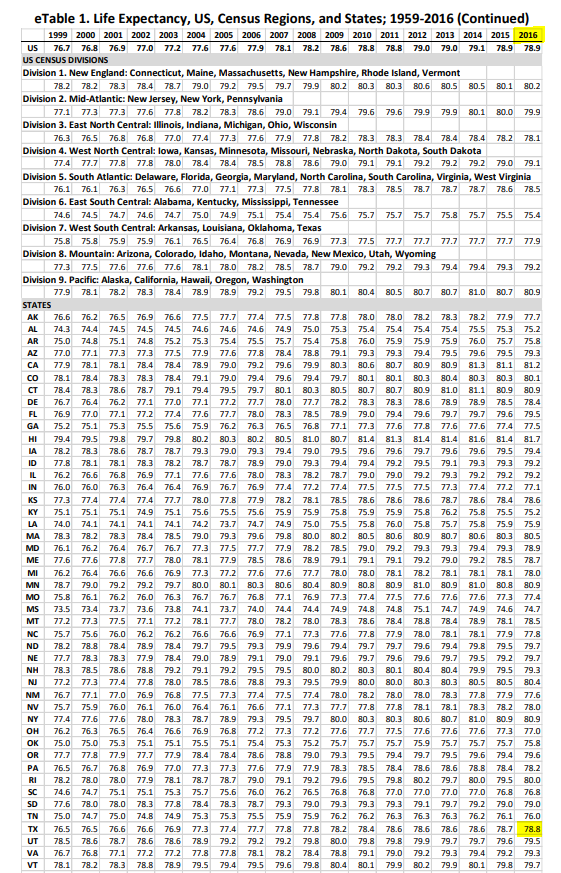 eTable 1. Life Expectancy, US, Census Regions, and States; 1959-2016 (Continued)
1999 2000 2001 2002 2003 2004 2005 2006 2007 2008 2009 2010 2011 2012 2013 2014 2015 2016
US 76.7 76.8 76.9 77.0 77.2 77.6 77.6 77.8 78.1 78.2 78.6 78.8 78.8 79.0 79.0 79.1 78.9 78.9
US CENSUS DIVISIONS
Division 1. New England: Connecticut, Maine, Massachusetts, New Hampshire, Rhode Island, Vermont
78.2 78.2 78.3 78.4 78.7 79.0 79.2 79.5 79.7 79.7 80.2 80.3 80.5 80.6 80.5 80.5 80.1 80.2
Division 2. Mid-Atlantic: New Jersey, New York, Pennsylvania
77.1 77.3 77.5 77.6 77.8 78.2 78.3 78.6 79.0 79.1 79.4 79.6 79.6 79.9 79.9 80.1 80.0 79.9
Division 3. East North Central: Illinois, Indiana, Michigan, Ohio, Wisconsin
76.3 76.5 76.8 76.8 77.0 77.4 77.3 77.6 77.9 77.8 78.2 78.3 78.3 78.4 78.4 78.4 78.2 78.1
Division 4. West North Central: Iowa, Kansas, Minnesota, Missouri, Nebraska, North Dakota, South Dakota
77.4 77.7 77.8 77.8 78.0 78.4 78.4 78.5 78.8 78.6 79.0 79.1 79.1 79.2 79.1 79.2 79.0 79.1
Division 5. South Atlantic: Delaware, Florida, Georgia, Maryland, North Carolina, South Carolina, Virginia, West Virginia
76.1 76.1 76.3 76.5 76.6 77.0 77.1 77.3 77.5 77.8 78.1 78.3 78.5 78.7 78.7 78.7 78.6 78.5
Division 6. East South Central: Alabama, Kentucky, Mississippi, Tennessee
74.6 74.5 74.7 74.6 74.7 75.0 74.9 75.1 75.4 75.4 75.6 75.7 75.7 75.7 75.8 75.7 75.5 75.4
Division 7. West South Central: Arkansas, Louisiana, Oklahoma, Texas
75.8 75.8 75.9 75.9 76.1 76.5 76.4 76.8 76.9 76.9 77.3 77.5 77.7 77.7 77.7 77.7 77.7 77.9
Division 8. Mountain: Arizona, Colorado, Idaho, Montana, Nevada, New Mexico, Utah, Wyoming
77.3 77.5 77.6 77.6 77.6 78.1 78.0 78.2 78.5 78.7 79.2 79.2 79.2 79.3 79.4 79.4 79.3 79.2
Division 9. Pacific: Alaska, California, Hawaii, Oregon, Washington
77.9 78.1 78.2 78.3 78.4 78.9 78.9 79.2 79.5 79.8 80.1 80.4 80.5 80.7 80.7 81.0 80.7 80.9
STATES
AK 76.6 76.2 76.5 76.9 76.6 77.5 77.7 77.4 77.5 77.8 77.8 78.0 78.0 78.2 78.3 78.2 77.9 77.7
AL 74.3 74.4 74.5 74.5 74.5 74.6 74.6 74.6 74.9 75.0 75.3 75.4 75.4 75.5 75.4 75.5 75.3 75.2
AR 75.0 74.8 75.1 74.8 75.2 75.3 75.4 75.5 75.7 75.4 75.8 76.0 75.9 75.9 75.9 76.0 75.7 75.8
AZ 77.0 77.1 77.3 77.3 77.5 77.9 77.6 77.8 78.4 78.8 79.1 79.3 79.3 79.4 79.5 79.6 79.5 79.3
CA 77.9 78.1 78.1 78.4 78.4 78.9 79.0 79.2 79.6 79.9 80.3 80.6 80.7 80.9 80.9 81.3 81.1 81.2
CO 78.1 78.4 78.3 78.3 78.4 79.1 79.0 79.4 79.6 79.4 79.7 80.1 80.1 80.3 80.4 80.3 80.3 80.1
CT 78.4 78.3 78.6 78.7 79.1 79.4 79.5 79.7 80.1 80.3 80.5 80.7 80.7 80.9 81.0 81.1 80.9 80.9
DE 76.7 76.4 76.2 77.1 77.0 77.1 77.2 77.7 78.0 77.7 78.2 78.3 78.3 78.6 78.9 78.9 78.5 78.4
FL 76.9 77.0 77.1 77.2 77.4 77.6 77.7 78.0 78.3 78.5 78.9 79.0 79.4 79.6 79.7 79.7 79.6 79.5
GA 75.2 75.1 75.3 75.5 75.6 75.9 76.2 76.3 76.5 76.8 77.1 77.3 77.6 77.8 77.6 77.6 77.4 77.5
HI 79.4 79.5 79.8 79.7 79.8 80.2 80.3 80.2 80.5 81.0 80.7 81.4 81.3 81.4 81.4 81.6 81.4 81.7
IA 78.2 78.3 78.6 78.7 78.7 79.3 79.0 79.2 79.4 79.0 79.5 79.6 79.6 79.7 79.6 79.6 79.5 79.4
ID 77.9 78.1 78.3 78.3 78.2 78.7 78.7 78.9 79.0 79.3 79.4 79.4 79.2 79.5 79.1 79.3 79.3 79.2
IL 76.2 76.6 76.8 76.9 77.1 77.6 77.6 78.0 78.3 78.2 78.7 79.0 79.0 79.2 79.3 79.2 79.2 79.2
IN 76.0 76.0 76.3 76.4 76.4 76.9 76.7 76.9 77.4 77.2 77.4 77.5 77.5 77.5 77.3 77.4 77.2 77.1
KS 77.3 77.4 77.4 77.4 77.7 78.0 77.8 77.9 78.2 78.1 78.5 78.6 78.6 78.6 78.7 78.6 78.4 78.6
KY 75.1 75.1 75.1 74.9 75.1 75.6 75.5 75.6 75.9 75.9 75.8 75.9 75.9 75.8 76.2 75.8 75.5 75.2
LA 74.0 74.1 74.1 74.1 74.2 74.2 73.7 74.7 74.9 75.0 75.5 75.8 76.0 75.8 75.7 75.8 75.9 75.9
MA 78.3 78.2 78.3 78.4 78.5 79.0 79.3 79.6 79.8 80.0 80.2 80.5 80.6 80.9 80.7 80.6 80.3 80.5
MD 76.1 76.2 76.4 76.7 76.7 77.3 77.5 77.7 77.9 78.2 78.5 79.0 79.2 79.3 79.3 79.4 79.3 78.9
ME 77.6 77.6 77.8 77.7 78.0 78.1 77.9 78.5 78.6 78.9 79.1 79.1 79.1 79.2 79.0 79.2 78.5 78.7
MI 76.2 76.4 76.6 76.6 76.9 77.3 77.2 77.6 77.6 77.7 78.0 78.0 78.1 78.2 78.1 78.1 78.1 78.0
MN 78.7 79.0 79.2 79.2 79.7 80.0 80.1 80.3 80.6 80.4 80.9 80.8 80.9 81.0 80.9 81.0 80.8 80.9
MO 75.8 76.1 76.2 76.0 76.3 76.7 76.7 76.8 77.1 76.9 77.3 77.4 77.5 77.6 77.6 77.6 77.3 77.4
MS 73.5 73.4 73.7 73.6 73.8 74.1 73.7 74.0 74.4 74.4 74.9 74.8 74.8 75.1 74.7 74.9 74.6 74.7
MT 77.2 77.3 77.5 77.1 77.2 78.1 77.7 78.0 78.2 78.0 78.3 78.6 78.4 78.8 78.4 78.9 78.1 78.5
NC 75.7 75.6 76.0 76.2 76.2 76.6 76.6 76.9 77.1 77.3 77.6 77.8 77.9 78.0 78.1 78.1 77.9 77.8
ND 78.2 78.8 78.4 78.9 78.4 79.7 79.5 79.3 79.9 79.6 79.4 79.7 79.7 79.6 79.4 79.8 79.5 79.7
NE 77.7 78.3 78.3 77.9 78.4 79.0 78.9 79.1 79.0 79.1 79.6 79.7 79.6 79.6 79.7 79.5 79.2 79.7
NH 78.3 78.5 78.6 78.8 79.2 79.1 79.2 79.5 79.5 80.0 80.2 80.3 80.1 80.4 80.4 79.9 79.5 79.3
NJ 77.2 77.3 77.4 77.8 78.0 78.5 78.6 78.8 79.3 79.5 79.9 80.0 80.0 80.3 80.3 80.5 80.5 80.4
NM 76.7 77.1 77.0 76.9 76.8 77.5 77.3 77.4 77.5 77.4 78.0 78.2 78.0 78.0 78.3 77.8 77.9 77.6
NV 75.7 75.9 76.0 76.1 76.0 76.4 76.1 76.6 76.9 77.1 77.3 77.7 77.8 77.8 78.1 78.1 78.3 78.2 78.0
NY 77.6 77.9 78.1 78.0 78.3 78.7 78.9 79.2 79.6 79.7 80.0 80.3 80.3 80.6 80.7 81.0 80.9 80.9
OH 76.2 76.3 76.5 76.4 76.6 76.9 76.8 77.0 77.2 77.1 77.5 77.6 77.5 77.6 77.6 77.6 77.3 77.0
OK 75.0 75.0 75.3 75.1 75.1 75.5 75.1 75.4 75.3 75.2 75.7 75.7 75.7 75.9 75.7 75.7 75.7 75.8
OR 77.7 77.8 77.9 77.7 77.9 78.4 78.4 78.6 78.8 79.0 79.3 79.5 79.4 79.7 79.5 79.6 79.4 79.6
PA 76.5 76.7 76.8 76.9 77.0 77.3 77.3 77.6 77.9 77.9 78.3 78.5 78.4 78.6 78.6 78.8 78.4 78.2
RI 78.2 78.0 78.0 77.9 78.1 78.7 78.7 79.0 79.1 79.2 79.6 79.5 79.8 80.2 79.7 80.0 79.5 80.0
SC 74.6 74.7 75.1 75.1 75.3 75.7 75.6 76.0 76.2 76.2 76.6 76.8 77.0 77.0 77.0 77.0 76.8 76.8
SD 77.6 78.0 78.0 78.3 77.8 78.4 78.6 78.9 79.2 78.8 79.3 79.3 79.3 79.1 79.7 79.2 79.0 79.0
TN 75.0 74.7 75.0 74.8 74.9 75.3 75.3 75.5 75.9 75.9 76.2 76.2 76.3 76.3 76.3 76.2 76.1 76.0
TX 76.5 76.5 76.6 76.6 76.9 77.3 77.4 77.7 77.8 77.8 78.2 78.4 78.6 78.6 78.6 78.6 78.7 78.8
UT 78.5 78.6 78.7 78.6 78.6 78.9 79.2 79.2 79.2 79.8 80.0 79.8 79.8 79.9 79.7 79.7 79.6 79.5
VA 76.7 76.8 77.1 77.2 77.2 77.8 78.1 78.2 78.4 78.4 78.8 79.1 79.0 79.2 79.3 79.4 79.2 79.3
VT 78.1 78.2 78.3 78.8 78.9 79.5 79.4 79.5 79.6 79.8 80.4 80.1 79.9 80.2 79.9 80.1 79.8 79.7